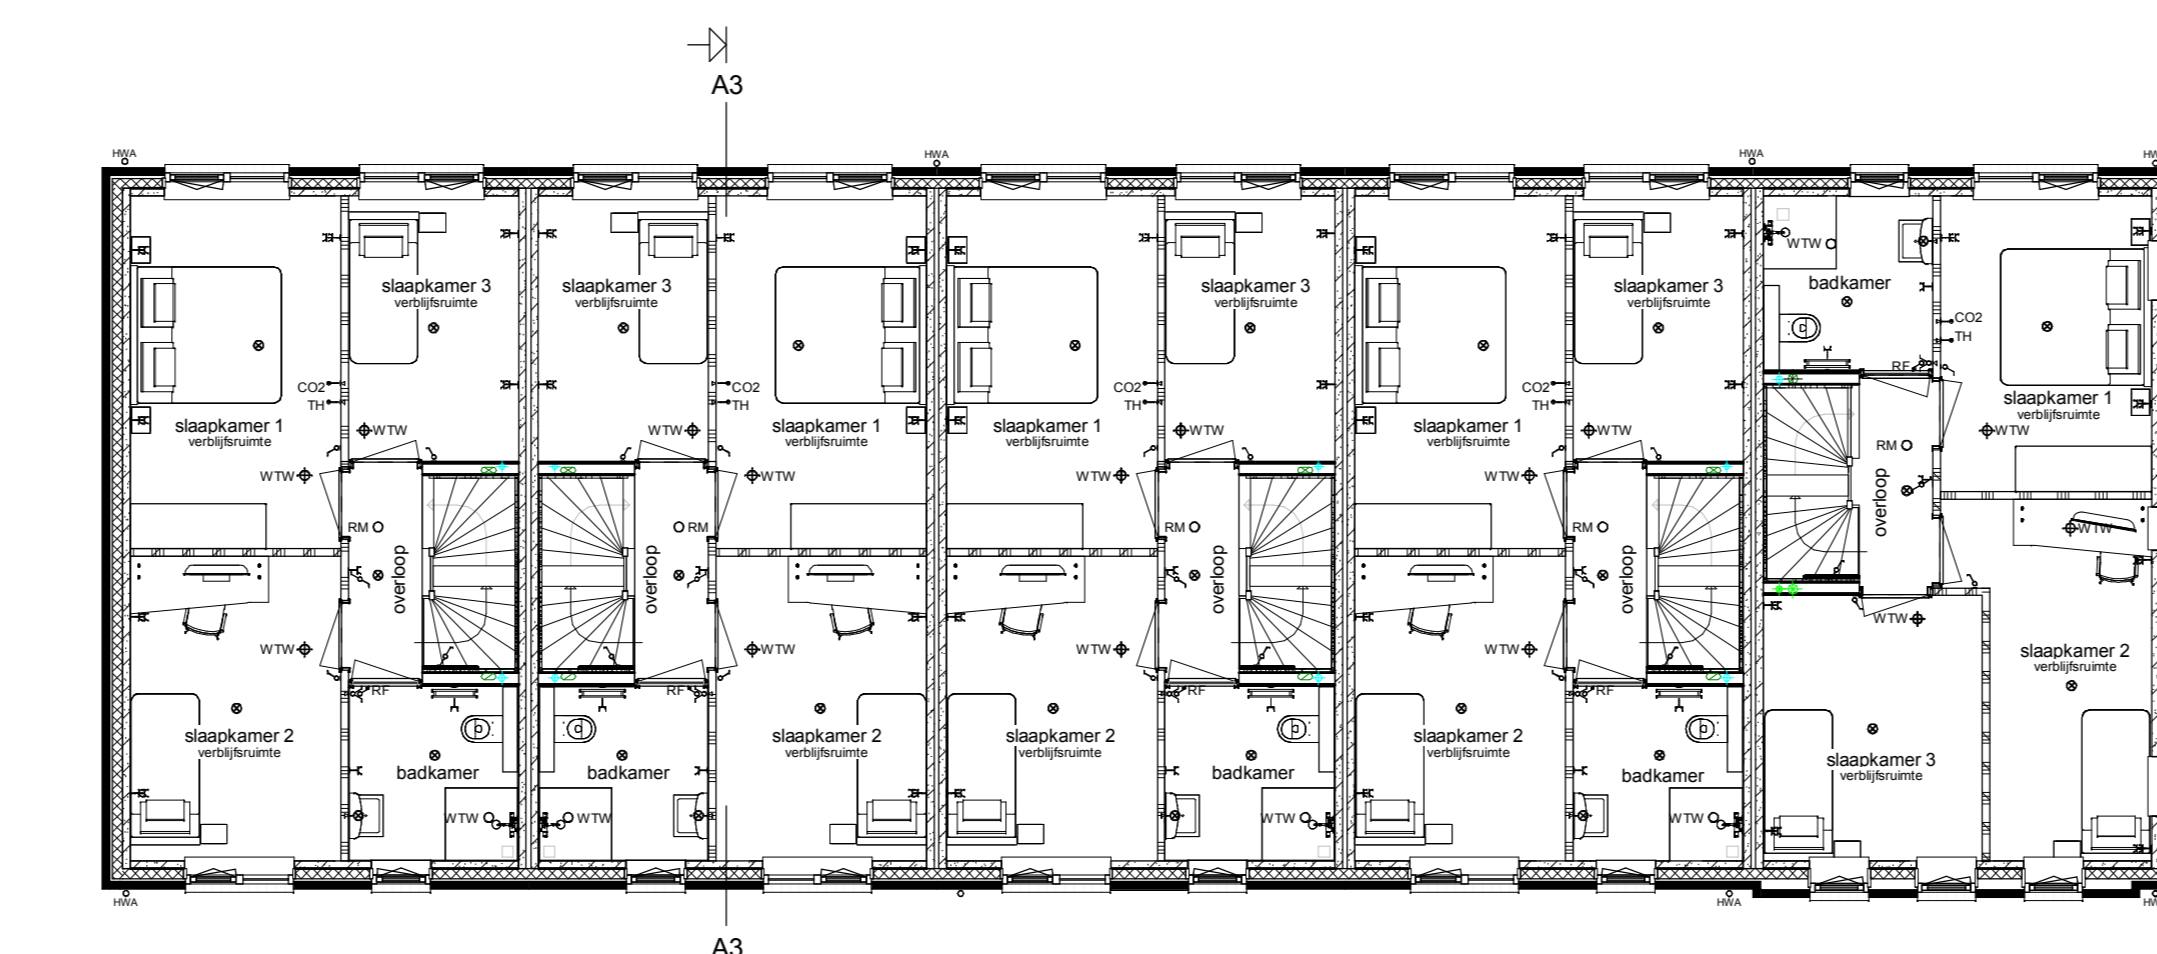 A3
HWA
HWA
HWA
HW
slaapkamer 3
verblijfsruimte
slaapkamer 3
verblijfsruimte
slaapkamer 3
verblijfsruimte
slaapkamer 3
verblijfsruimte
WTW
badkamer
CO2
TH
CO2
TH
CO2
TH
CO2
TH
CO2
TH
RF
slaapkamer 1
verblijfsruimte
slaapkamer 1
verblijfsruimte
slaapkamer 1
verblijfsruimte
slaapkamer 1
verblijfsruimte
slaapkamer 1
verblijfsruimte
WTW
WTW
WTW
WTW
WTW
WTW
WTW
WTW
WTW
RM
RM
RM
RM
RM
overloop
overloop
overloop
overloop
overloop
WTW
WTW
WTW
WTW
WTW
WTW
RF
RF
RF
RF
slaapkamer 2
verblijfsruimte
slaapkamer 2
verblijfsruimte
slaapkamer 2
verblijfsruimte
slaapkamer 2
verblijfsruimte
slaapkamer 2
verblijfsruimte
badkamer
badkamer
badkamer
badkamer
slaapkamer 3
verblijfsruimte
WTW
WTW
WTW
WTW
HWA
HWA
HW
A3